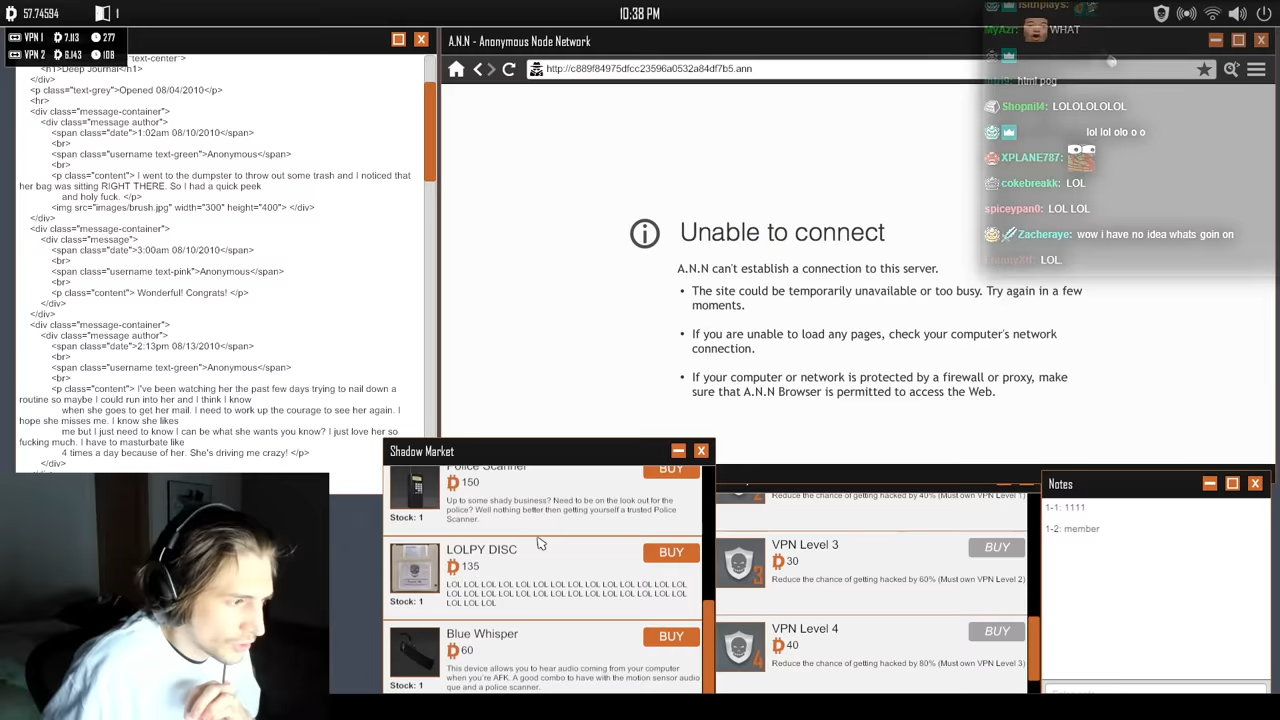 57.74594
1
10:38 PM
VPN 1 7.113 277
VPN 2 6.143 108
<h1>Deep Journal</h1>
</div>
<p class="text-grey">Opened 08/04/2010</p>
<hr>
<div class="message-container">
<div class="message author">
<span class="date">1:02am 08/10/2010</span>
<br>
<span class="username text-green">Anonymous</span>
<br>
<p class="content"> I went to the dumpster to throw out some trash and I noticed that
her bag was sitting RIGHT THERE. So I had a quick peek
and holy fuck. </p>
<img src="images/brush.jpg" width="300" height="400"> </div>
</div>
<div class="message-container">
<div class="message">
<span class="date">3:00am 08/10/2010</span>
<br>
<span class="username text-pink">Anonymous</span>
<br>
<p class="content"> Wonderful! Congrats! </p>
</div>
</div>
<div class="message-container">
<div class="message author">
<span class="date">2:13pm 08/13/2010</span>
<br>
<span class="username text-green">Anonymous</span>
<br>
<p class="content"> I've been watching her the past few days trying to nail down a
routine so maybe I could run into her and I think I know
when she goes to get her mail. I need to work up the courage to see her again. I
hope she misses me. I know she likes
me but I just need to know I can be what she wants you know? I just love her so
fucking much. I have to masturbate like
4 times a day because of her. She's driving me crazy! </p>
</div>
A.N.N - Anonymous Node Network
http://c889f84975dfcc23596a0532a84df7b5.ann
Unable to connect
A.N.N can't establish a connection to this server.
• The site could be temporarily unavailable or too busy. Try again in a few
moments.
• If you are unable to load any pages, check your computer's network
connection.
• If your computer or network is protected by a firewall or proxy, make
sure that A.N.N Browser is permitted to access the Web.
MyAzr: WHAT
html pog
Shopnil4: LOLOLOLOLOL
lol lol olo o o
XPLANE787:
cokebreakk: LOL
spiceypan0: LOL LOL
Zacheraye: wow i have no idea whats goin on
LOL.
Shadow Market
Police Scanner
BUY
150
Up to some shady business? Need to be on the look out for the
police? Well nothing better then getting yourself a trusted Police
Scanner.
Stock: 1
LOLPY DISC
BUY
135
LOL LOL LOL LOL LOL LOL LOL LOL LOL LOL LOL LOL LOL LOL
LOL LOL LOL LOL LOL LOL LOL LOL LOL LOL LOL LOL LOL LOL
LOL LOL LOL
Stock: 1
Blue Whisper
BUY
60
This device allows you to hear audio coming from your computer
when you're AFK. A good combo to have with the motion sensor audio
que and a police scanner.
Stock: 1
Reduce the chance of getting hacked by 40% (Must own VPN Level 1)
VPN Level 3
BUY
30
Reduce the chance of getting hacked by 60% (Must own VPN Level 2)
3
VPN Level 4
BUY
40
Reduce the chance of getting hacked by 80% (Must own VPN Level 3)
4
Notes
1-1: 1111
1-2: member